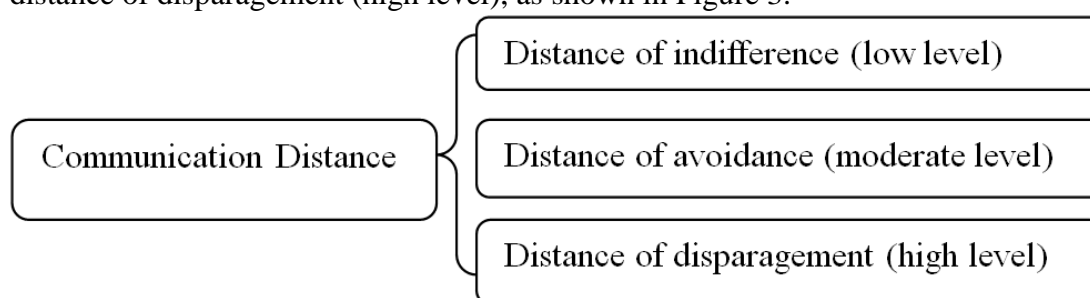 distance of disparagement (high level), as shown in Figure 3.
Distance of indifference (low level)
Communication Distance
Distance of avoidance (moderate level)
Distance of disparagement (high level)